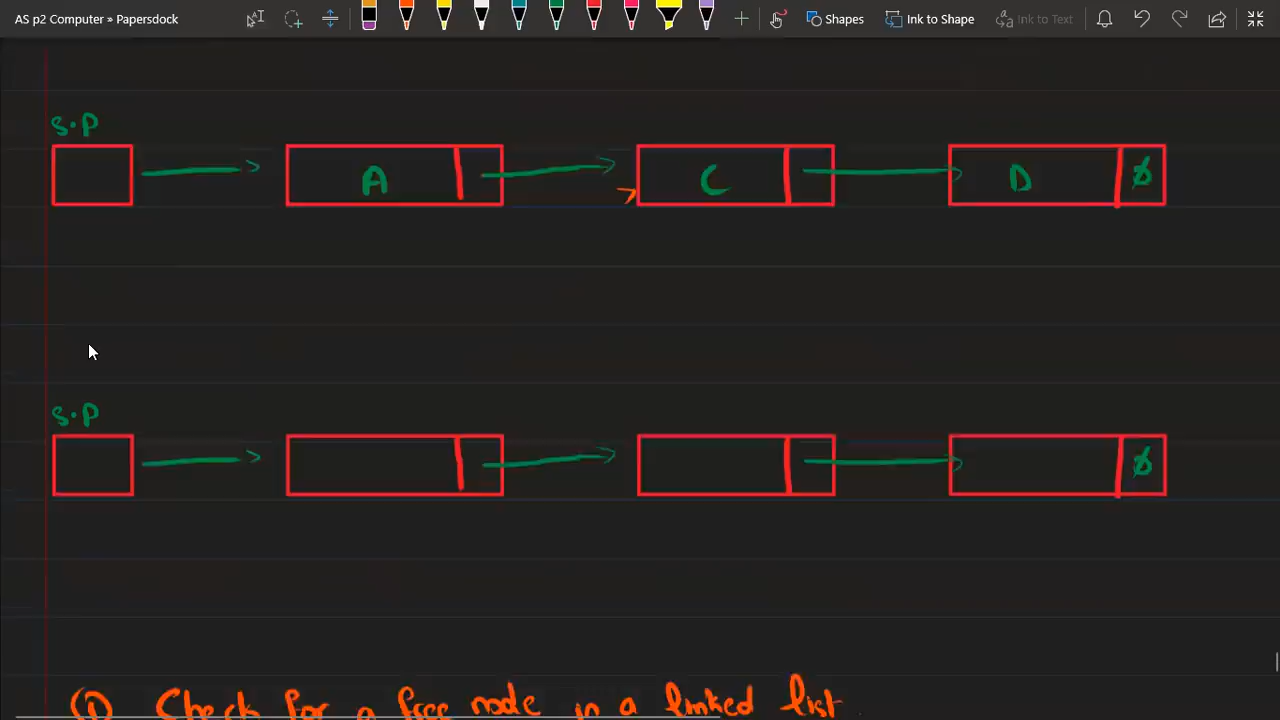 AS p2 Computer » Papersdock
Shapes
Ink to Shape
Ink to Text
S.P
A
C
D
Ø
S.P
Ø
(1) Check for a free node in a linked list